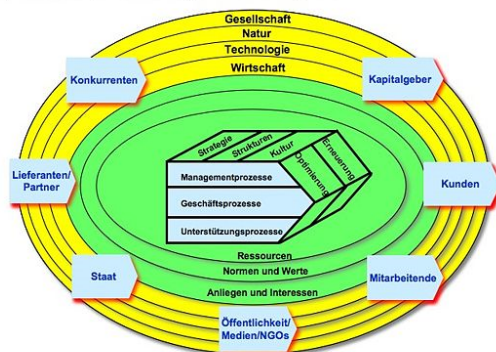 Gesellschaft
Natur
Technologie
Wirtschaft
Konkurrenten
Kapitalgeber
Strategie
Strukturen
Kultur
Optimierung
Erneuerung
Lieferanten/
Partner
Managementprozesse
Geschäftsprozesse
Unterstützungsprozesse
Kunden
Ressourcen
Normen und Werte
Anliegen und Interessen
Staat
Mitarbeitende
Öffentlichkeit/
Medien/NGOs